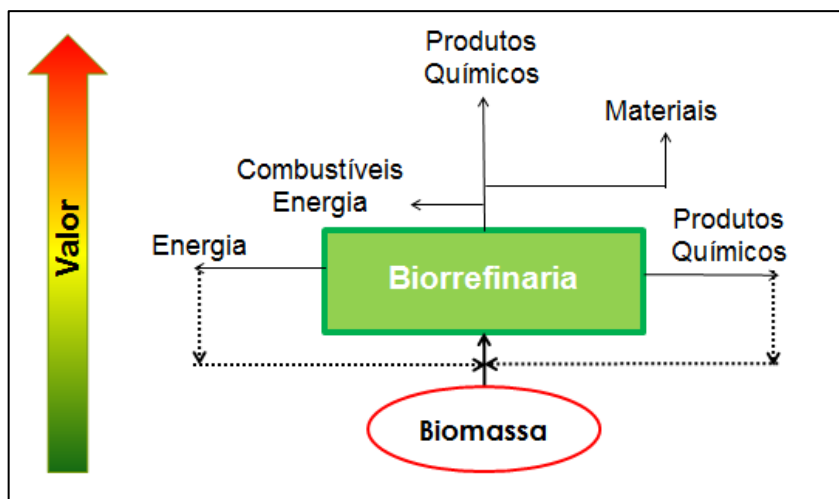 Produtos
Químicos
Materiais
Combustíveis
Energia
Produtos
Químicos
Energia
Valor
Biorrefinaria
Biomassa